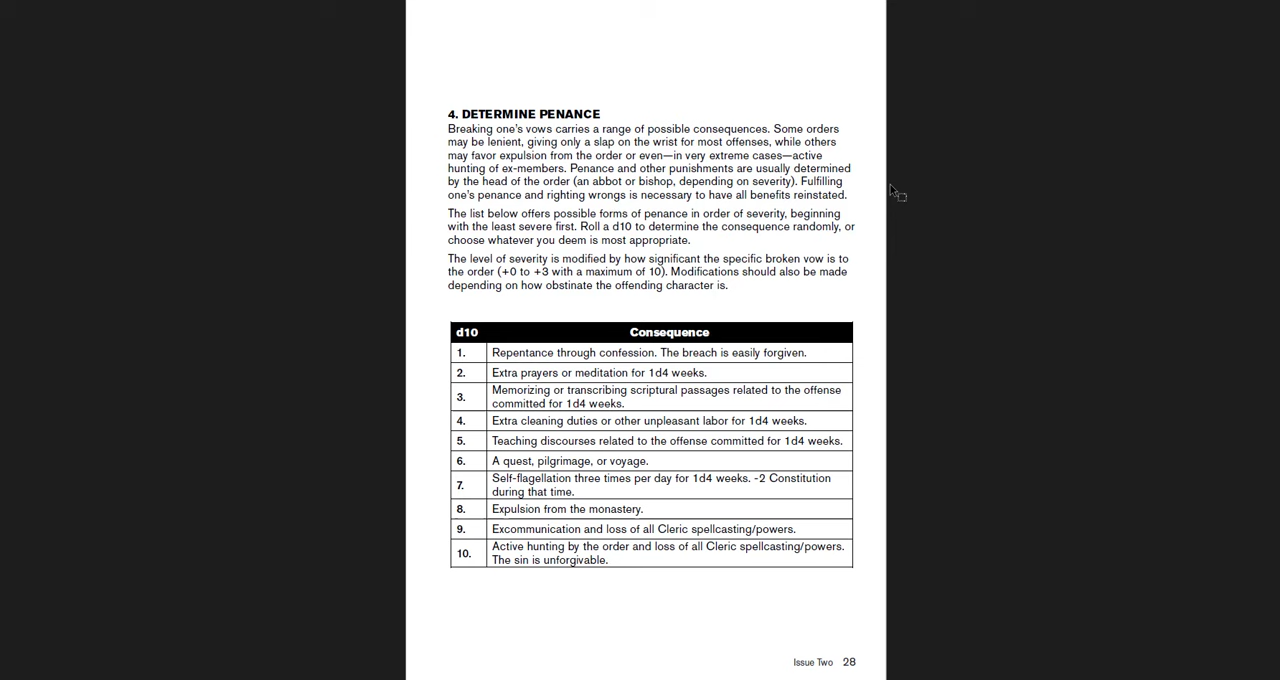 4. DETERMINE PENANCE
Breaking one's vows carries a range of possible consequences. Some orders
may be lenient, giving only a slap on the wrist for most offenses, while others
may favor expulsion from the order or even—in very extreme cases—active
hunting of ex-members. Penance and other punishments are usually determined
by the head of the order (an abbot or bishop, depending on severity). Fulfilling
one's penance and righting wrongs is necessary to have all benefits reinstated.
The list below offers possible forms of penance in order of severity, beginning
with the least severe first. Roll a d10 to determine the consequence randomly, or
choose whatever you deem is most appropriate.
The level of severity is modified by how significant the specific broken vow is to
the order (+0 to +3 with a maximum of 10). Modifications should also be made
depending on how obstinate the offending character is.
d10 Consequence
1. Repentance through confession. The breach is easily forgiven.
2. Extra prayers or meditation for 1d4 weeks.
3. Memorizing or transcribing scriptural passages related to the offense
committed for 1d4 weeks.
4. Extra cleaning duties or other unpleasant labor for 1d4 weeks.
5. Teaching discourses related to the offense committed for 1d4 weeks.
6. A quest, pilgrimage, or voyage.
7. Self-flagellation three times per day for 1d4 weeks. -2 Constitution
during that time.
8. Expulsion from the monastery.
9. Excommunication and loss of all Cleric spellcasting/powers.
10. Active hunting by the order and loss of all Cleric spellcasting/powers.
The sin is unforgivable.
Issue Two 28